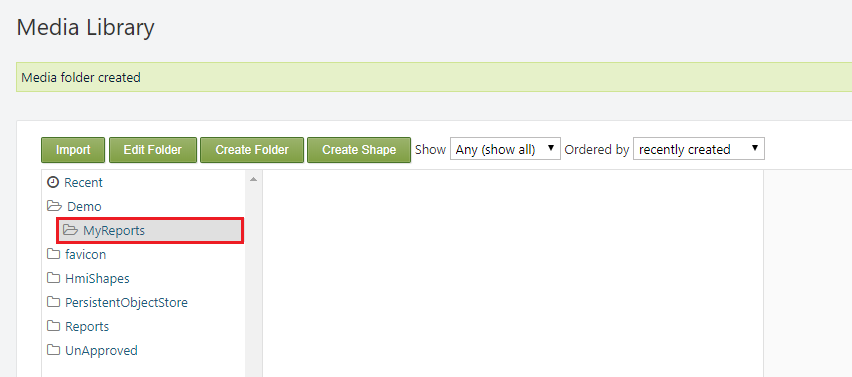 Media Library
Media folder created
Import Edit Folder Create Folder Create Shape Show Any (show all) Ordered by recently created
Recent
Demo
MyReports
favicon
HmiShapes
PersistentObjectStore
Reports
UnApproved